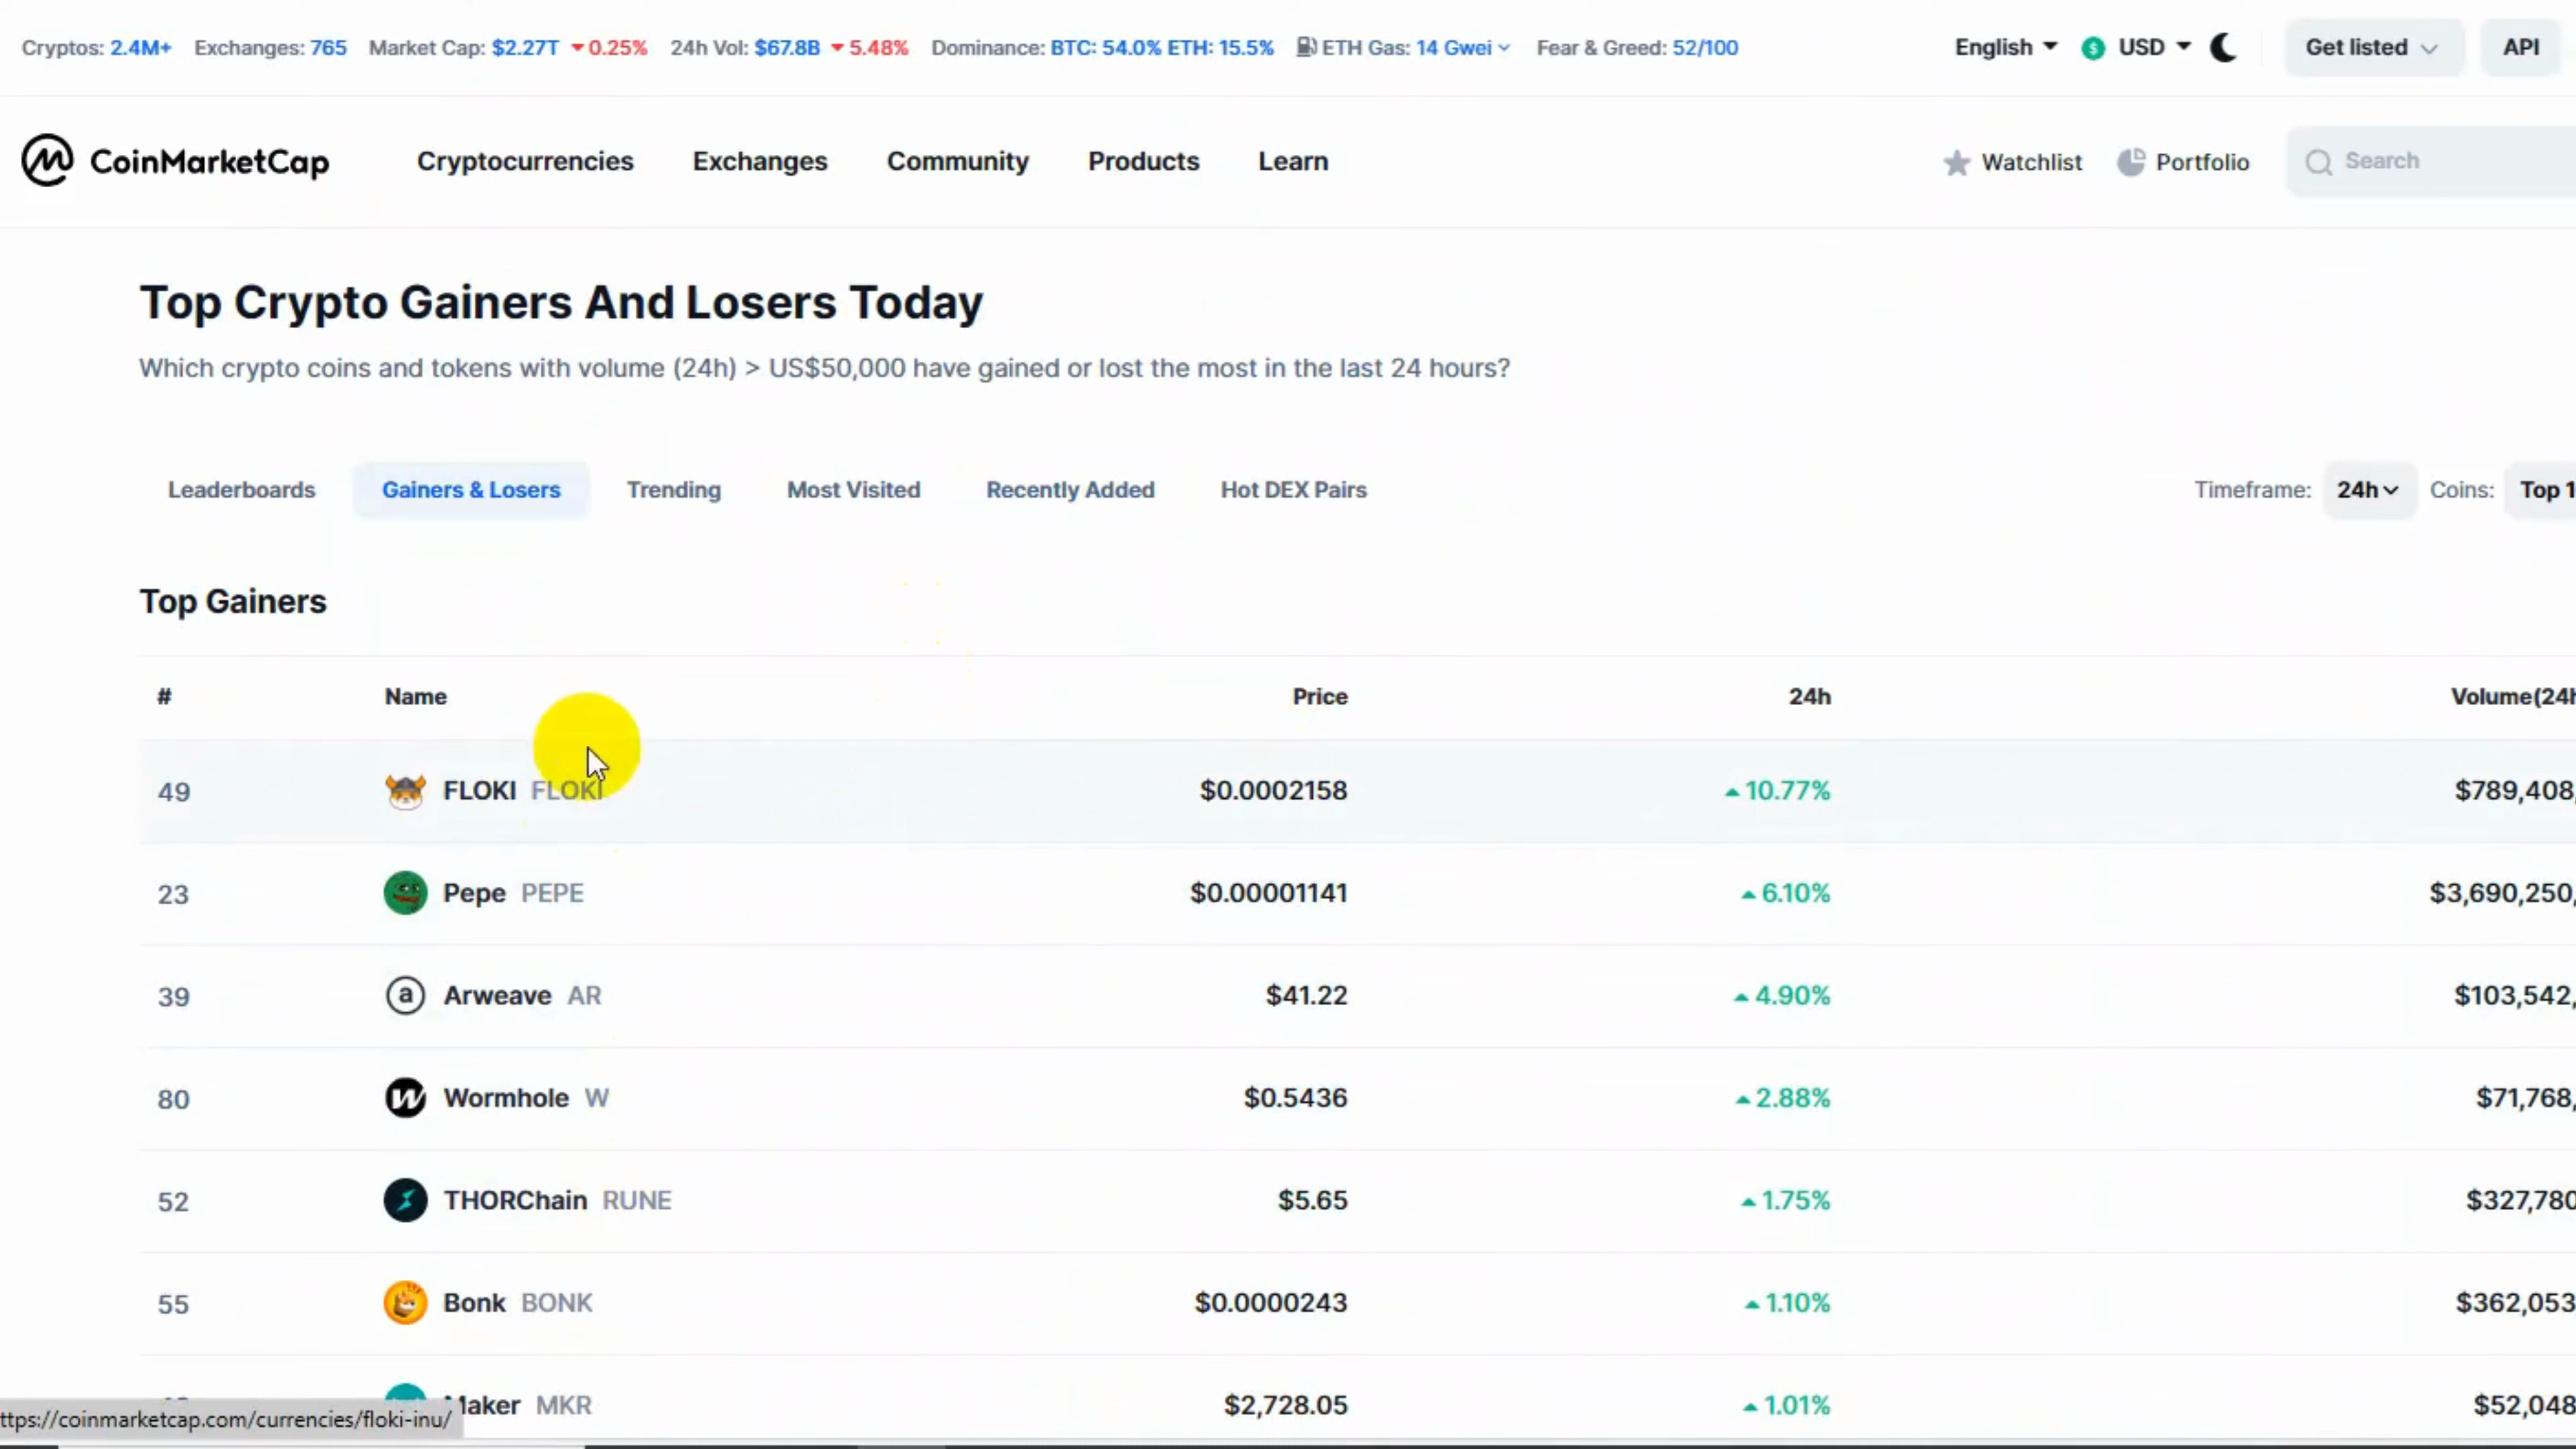 Cryptos: 2.4M+ Exchanges: 765 Market Cap: $2.27T 0.25% 24h Vol: $67.8B 5.48% Dominance: BTC: 54.0% ETH: 15.5% ETH Gas: 14 Gwei Fear & Greed: 52/100 English USD Get listed API
CoinMarketCap Cryptocurrencies Exchanges Community Products Learn Watchlist Portfolio Search
Top Crypto Gainers And Losers Today
Which crypto coins and tokens with volume (24h) > US$50,000 have gained or lost the most in the last 24 hours?
Leaderboards Gainers & Losers Trending Most Visited Recently Added Hot DEX Pairs Timeframe: 24h Coins: Top 1
Top Gainers
# Name Price 24h Volume(24h
49 FLOKI FLOKI $0.0002158 10.77% $789,408,
23 Pepe PEPE $0.00001141 6.10% $3,690,250,
39 Arweave AR $41.22 4.90% $103,542,
80 Wormhole W $0.5436 2.88% $71,768,
52 THORChain RUNE $5.65 1.75% $327,780
55 Bonk BONK $0.0000243 1.10% $362,053
Maker MKR $2,728.05 1.01% $52,048
ttps://coinmarketcap.com/currencies/floki-inu/